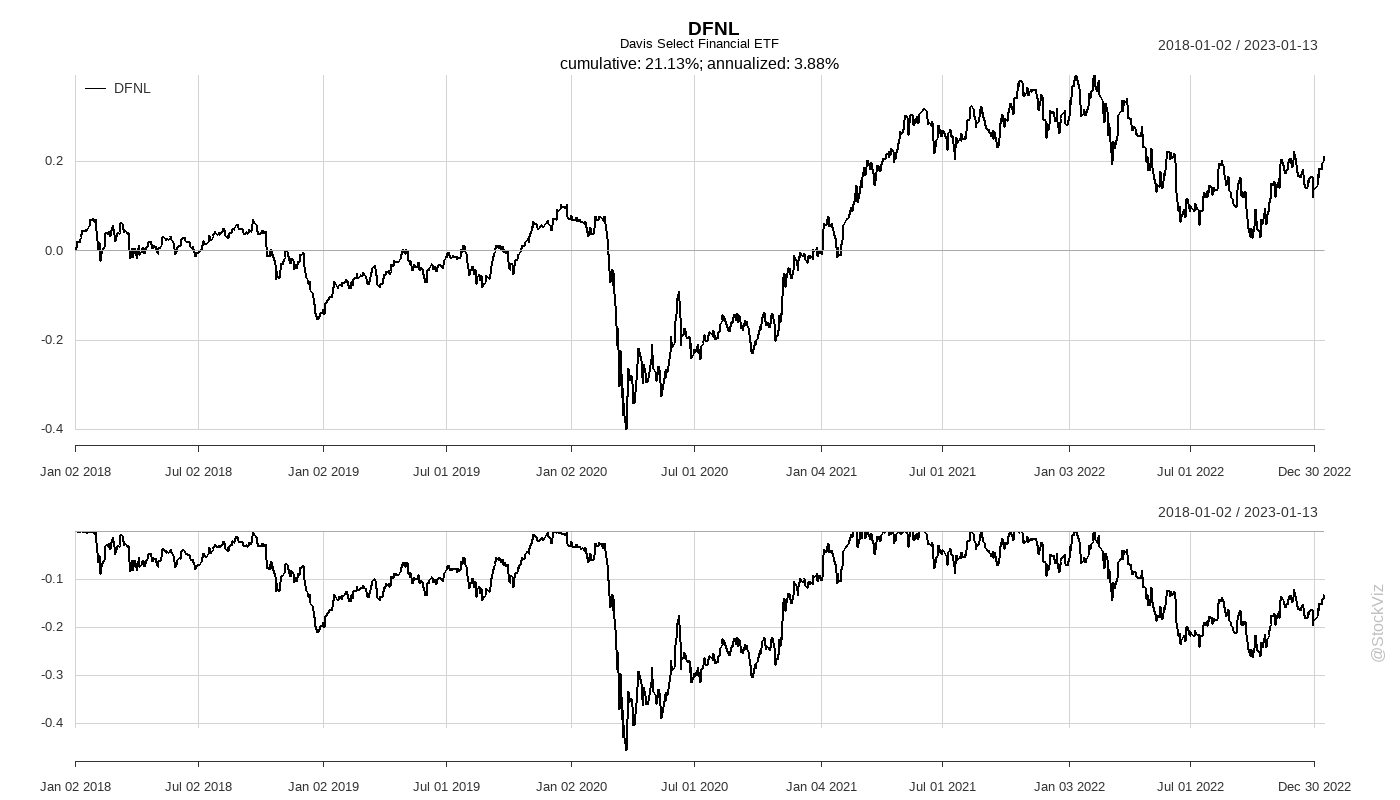 DFNL
Davis Select Financial ETF
cumulative: 21.13%; annualized: 3.88%
2018-01-02 / 2023-01-13
DFNL
0.2
0.0
-0.2
-0.4
Jan 02 2018 Jul 02 2018 Jan 02 2019 Jul 01 2019 Jan 02 2020 Jul 01 2020 Jan 04 2021 Jul 01 2021 Jan 03 2022 Jul 01 2022 Dec 30 2022
2018-01-02 / 2023-01-13
-0.1
-0.2
-0.3
-0.4
Jan 02 2018 Jul 02 2018 Jan 02 2019 Jul 01 2019 Jan 02 2020 Jul 01 2020 Jan 04 2021 Jul 01 2021 Jan 03 2022 Jul 01 2022 Dec 30 2022
@StockViz